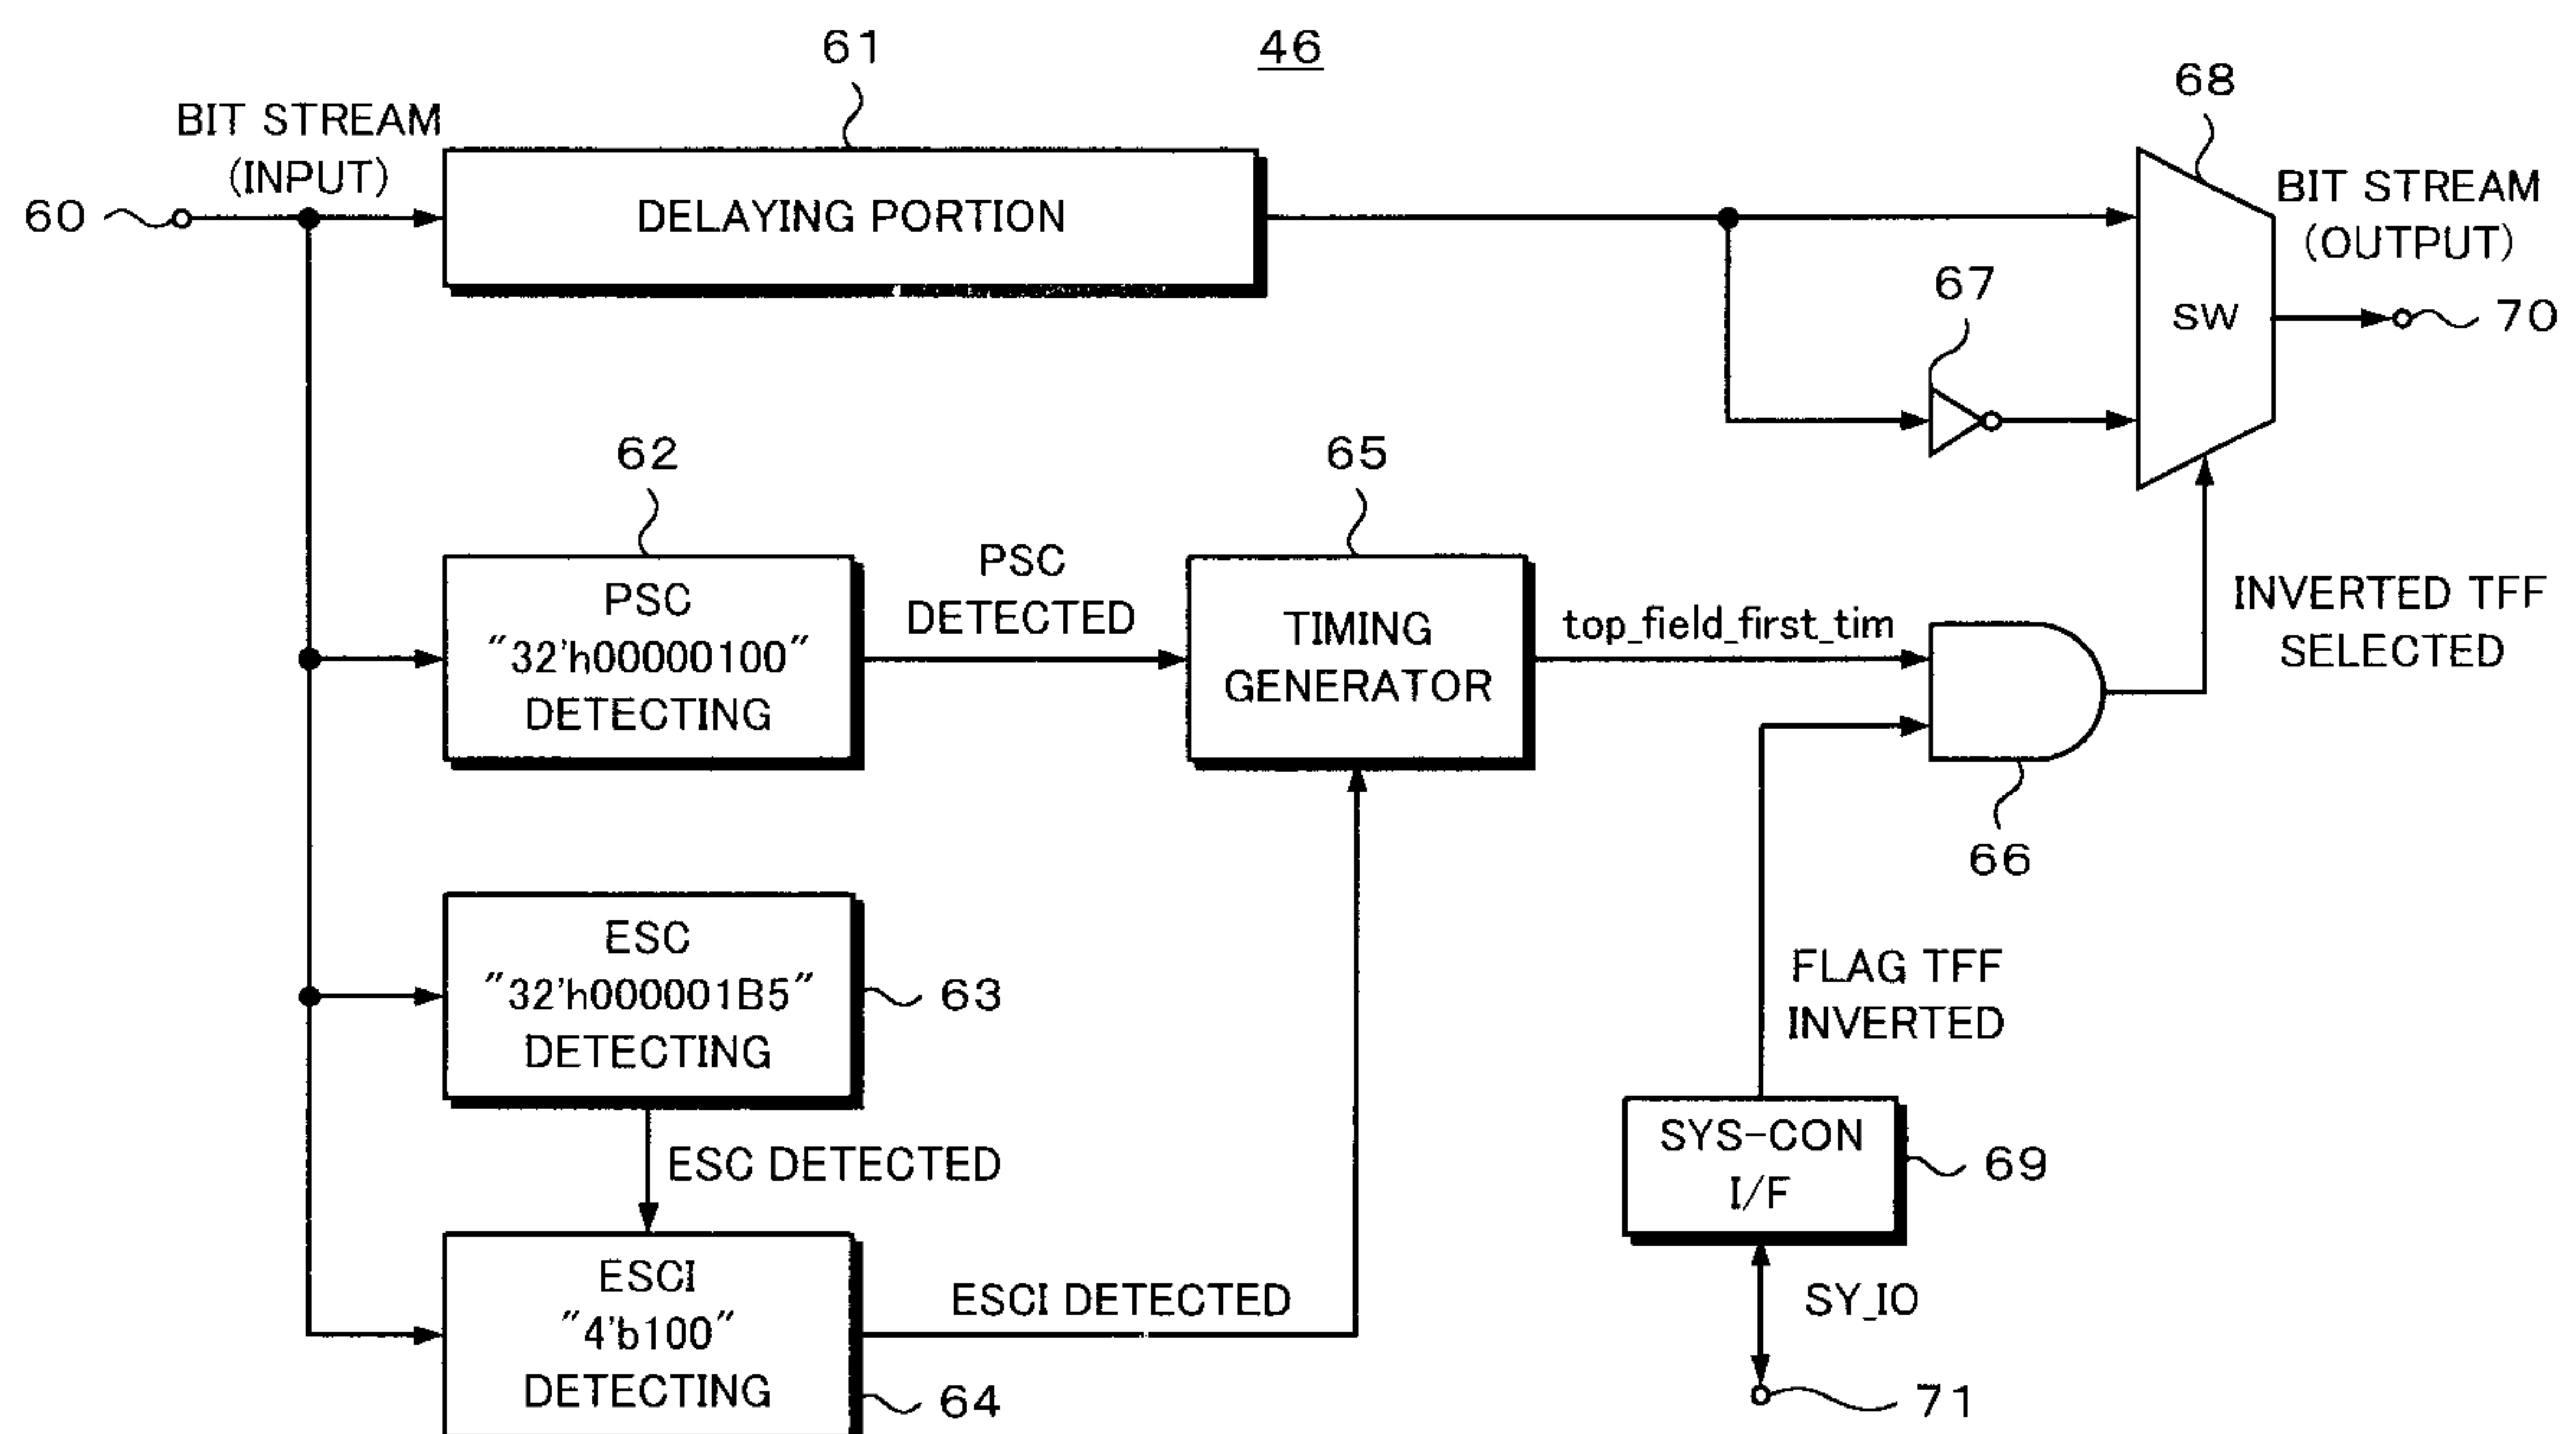 46
61
BIT STREAM
(INPUT)
60
DELAYING PORTION
68
BIT STREAM
(OUTPUT)
67
SW
70
62
PSC
"32'h00000100"
DETECTING
PSC
DETECTED
65
TIMING
GENERATOR
top_field_first_tim
INVERTED TFF
SELECTED
66
ESC
"32'h000001B5"
DETECTING
63
FLAG TFF
INVERTED
ESC DETECTED
SYS-CON
I/F
69
ESCI
"4'b100"
DETECTING
64
ESCI DETECTED
SY_IO
71